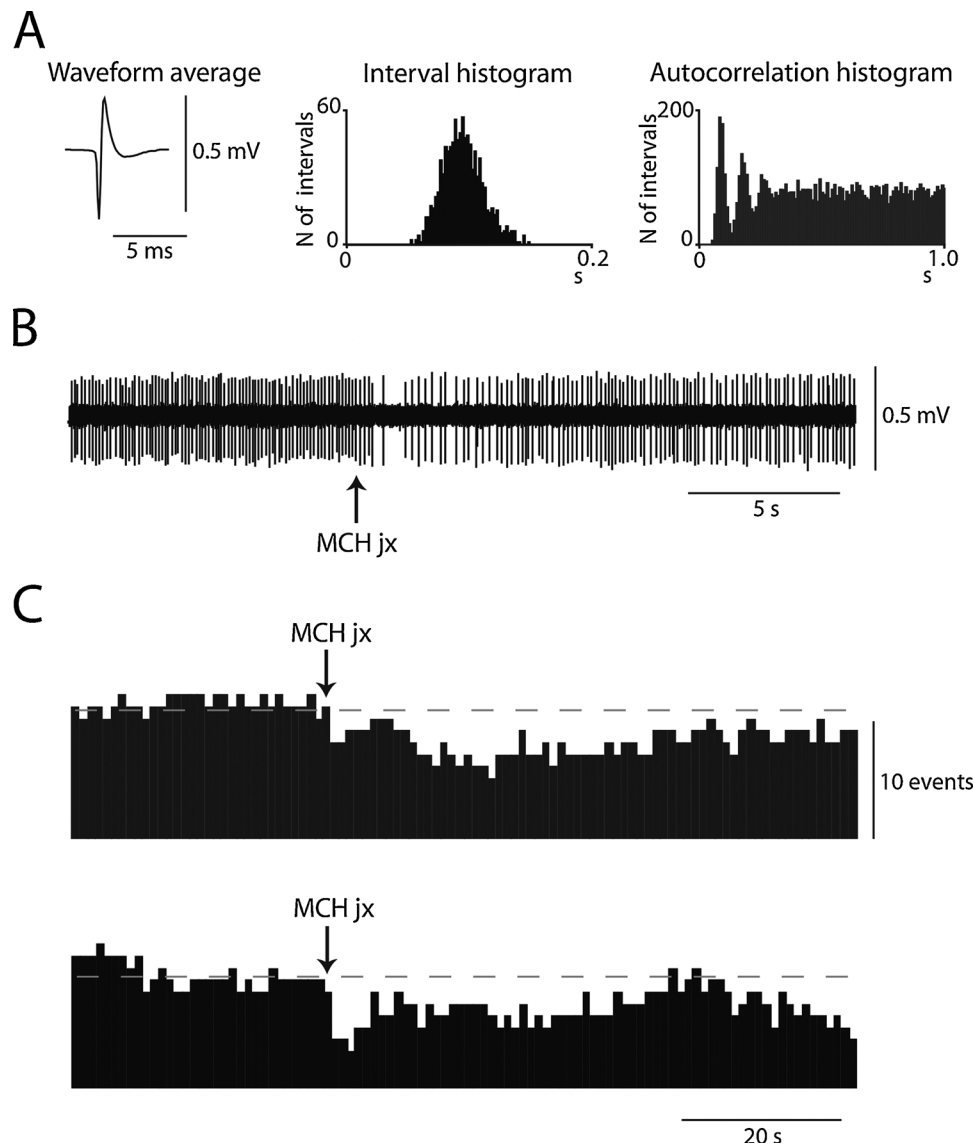 A
Waveform average
0.5 mV
5 ms
Interval histogram
60
N of intervals
0
0
0.2
s
Autocorrelation histogram
200
N of intervals
0
0
1.0
s
B
0.5 mV
5 s
MCH jx
C
MCH jx
10 events
MCH jx
20 s